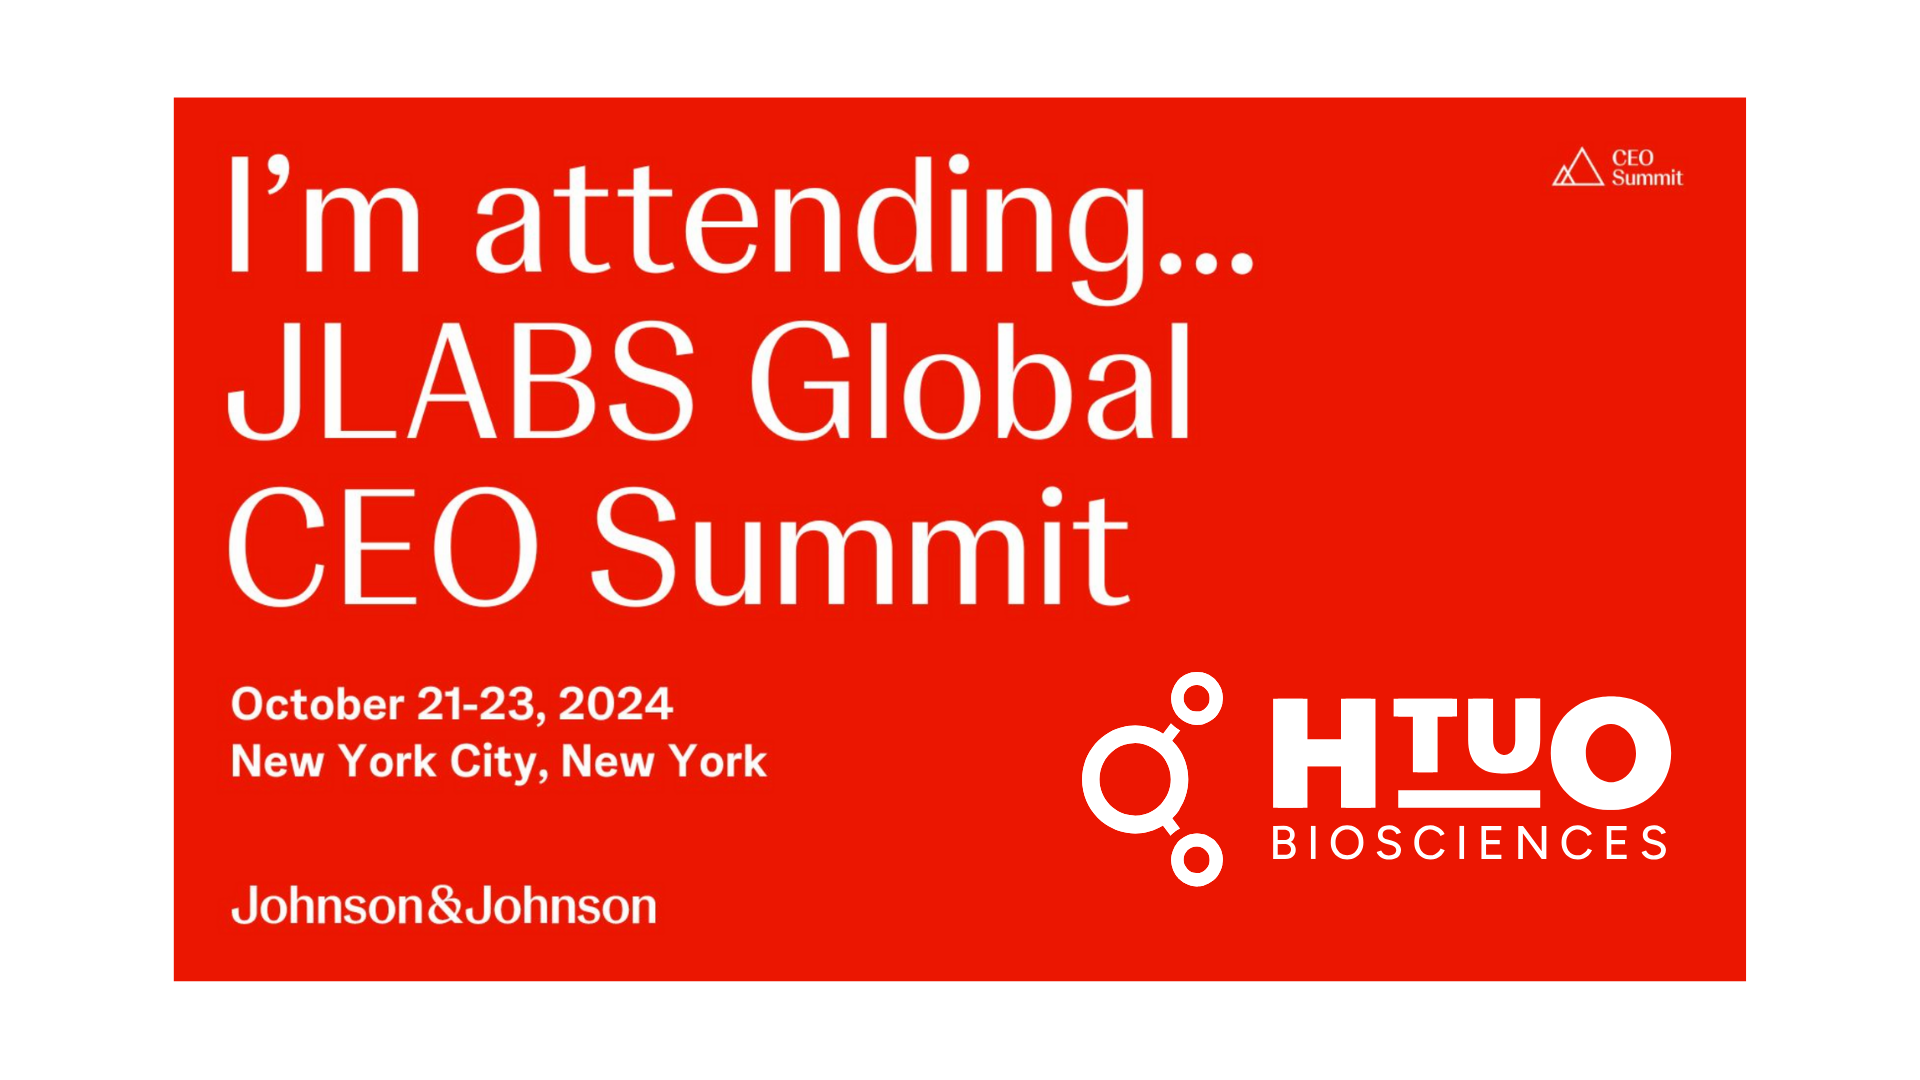 I’m attending...
JLABS Global
CEO Summit
CEO
Summit
October 21-23, 2024
New York City, New York
HTUO
BIOSCIENCES
Johnson&Johnson